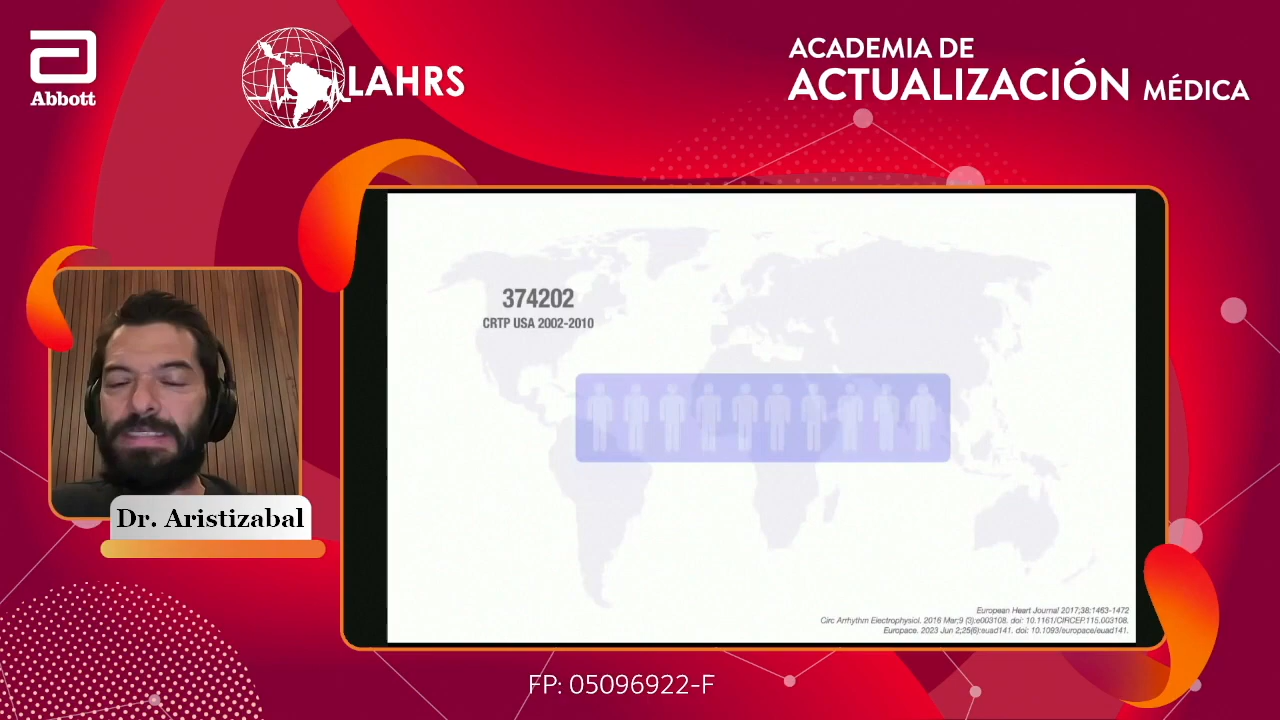 Abbott
LAHRS
ACADEMIA DE
ACTUALIZACIÓN MÉDICA
374202
CRTP USA 2002-2010
Dr. Aristizabal
European Heart Journal 2017;38:1463-1472
Circ Arrhythm Electrophysiol. 2016 Mar;9 (3):e003108. doi: 10.1161/CIRCEP.115.003108.
Europace. 2023 Jun 2;25(6):euad141. doi: 10.1093/europace/euad141.
FP: 05096922-F